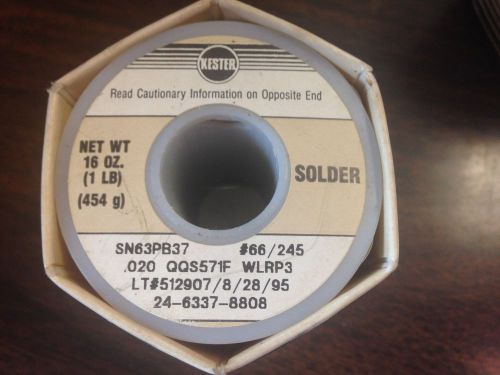 KESTER
Read Cautionary Information on Opposite End
NET WT
16 OZ.
(1 LB)
(454 g)
SOLDER
SN63PB37 #66/245
.020 QQS571F WLRP3
LT#512907/8/28/95
24-6337-8808